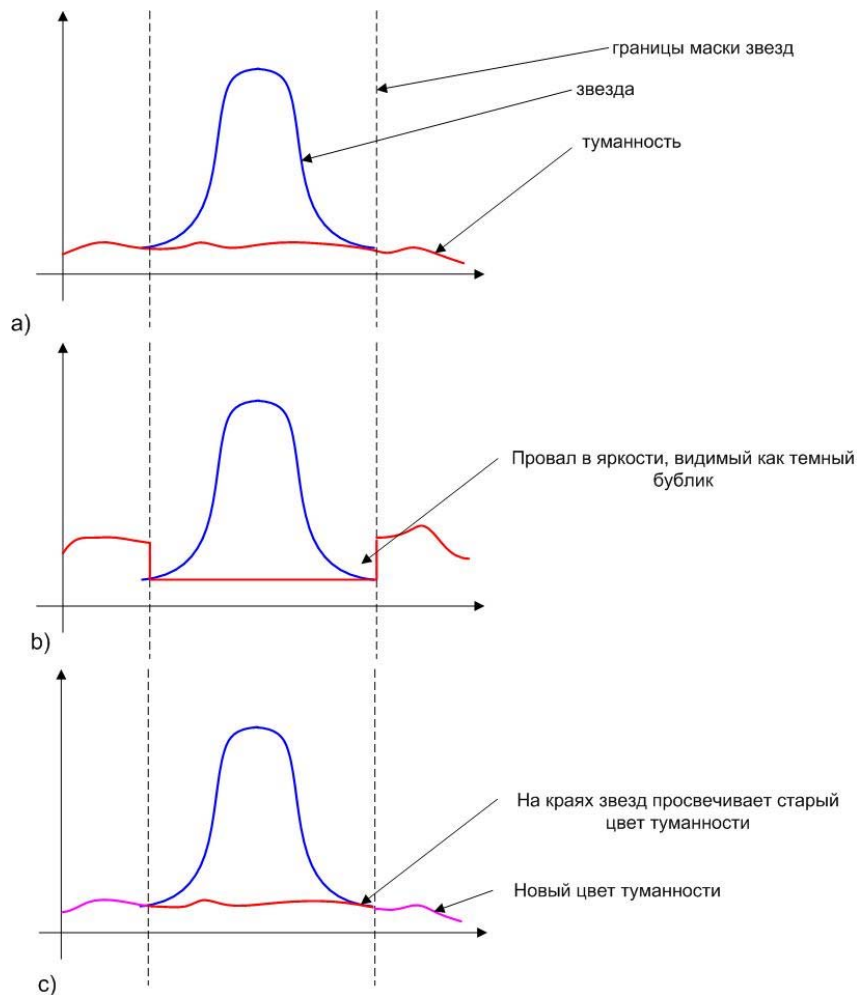 границы маски звезд
звезда
туманность
a)
Провал в яркости, видимый как темный
бублик
b)
На краях звезд просвечивает старый
цвет туманности
Новый цвет туманности
c)